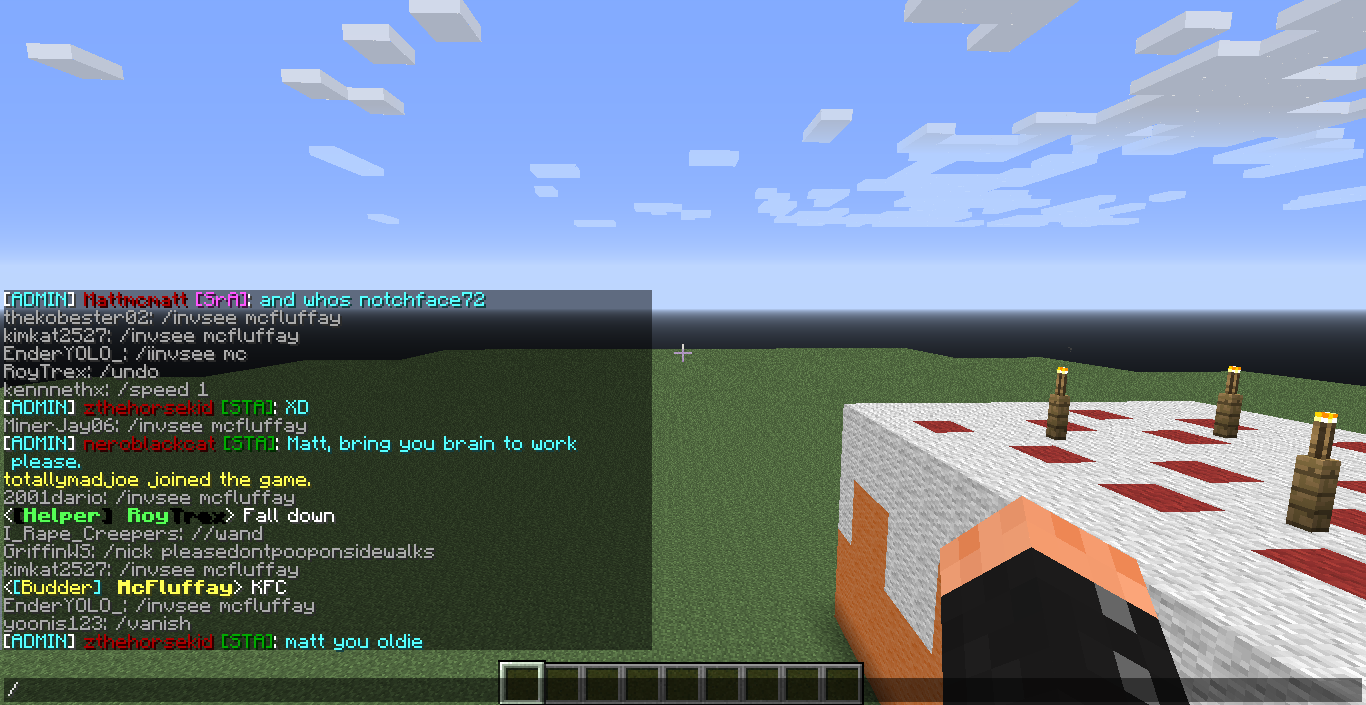 [ADMIN] Mattmcmatt [SrA]: and whos notchface72
thekobester02: /invsee mcfluffay
kimkat2527: /invsee mcfluffay
EnderYOLO_: /iinvsee mc
RoyTrex: /undo
kennnethx: /speed 1
[ADMIN] zthehorsekid [STA]: XD
MinerJay06: /invsee mcfluffay
[ADMIN] neroblackcat [STA]: Matt, bring you brain to work
please.
totallymadjoe joined the game.
2001dario: /invsee mcfluffay
<[Helper] RoyTrex> Fall down
I_Rape_Creepers: //wand
GriffinWS: /nick pleasedontpooponsidewalks
kimkat2527: /invsee mcfluffay
<[Budder] McFluffay> KFC
EnderYOLO_: /invsee mcfluffay
yoonis123: /vanish
[ADMIN] zthehorsekid [STA]: matt you oldie
/